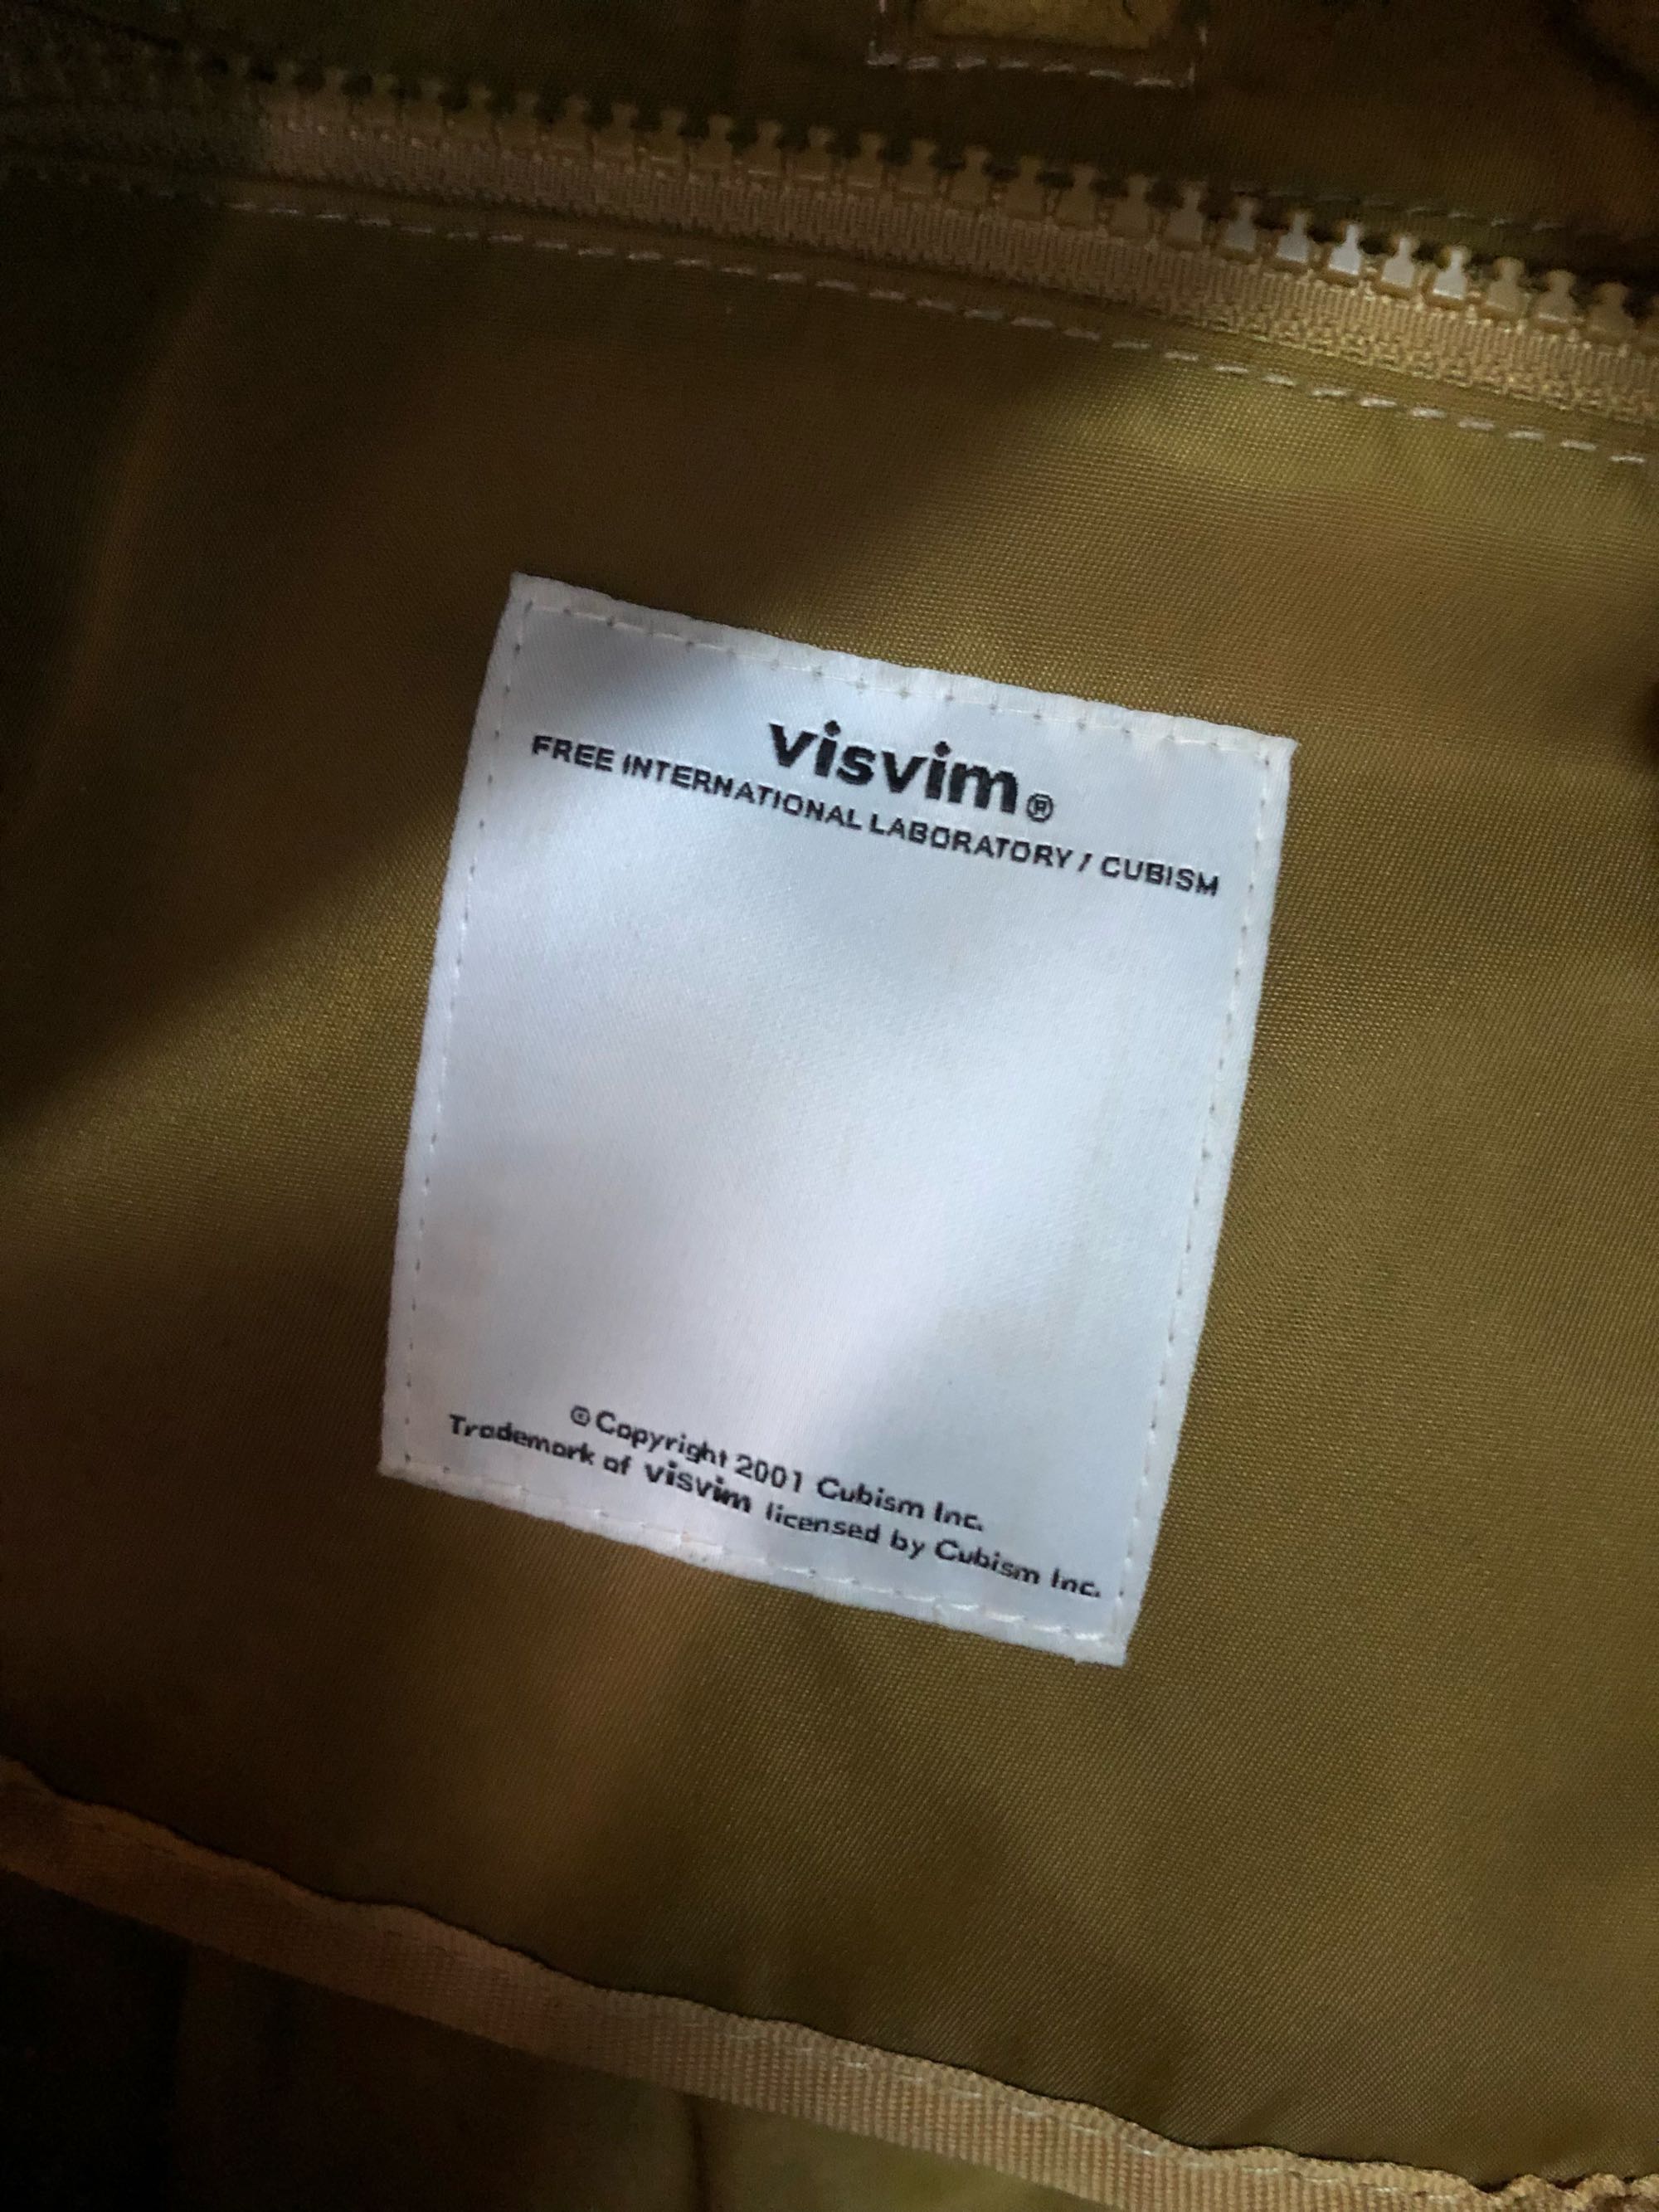 visvim®
FREE INTERNATIONAL LABORATORY / CUBISM
© Copyright 2001 Cubism Inc.
Trademark of visvim licensed by Cubism Inc.